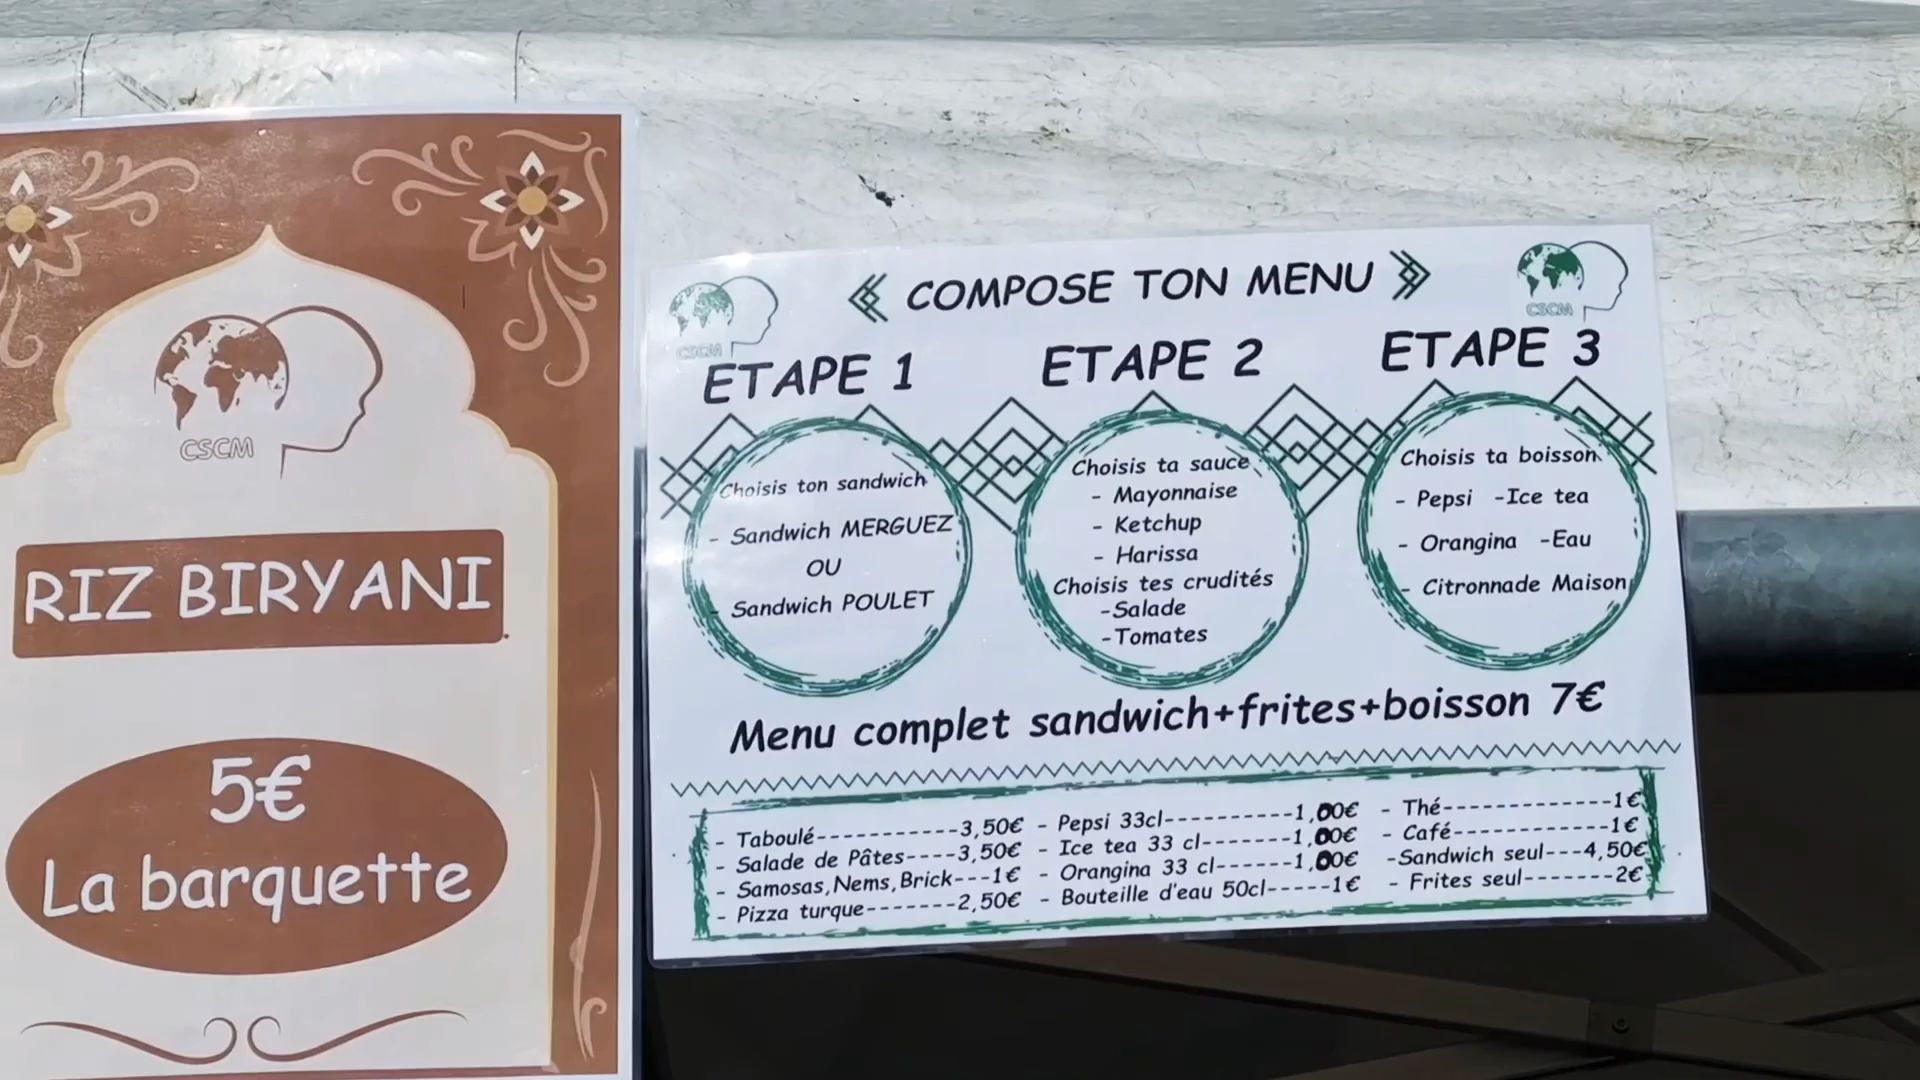 CSCM
RIZ BIRYANI
5€
La barquette
COMPOSE TON MENU
CSCM
CSCM
ETAPE 1
Choisis ton sandwich
- Sandwich MERGUEZ
OU
- Sandwich POULET
ETAPE 2
Choisis ta sauce
- Mayonnaise
- Ketchup
- Harissa
Choisis tes crudités
-Salade
-Tomates
ETAPE 3
Choisis ta boisson
- Pepsi -Ice tea
- Orangina -Eau
- Citronnade Maison
Menu complet sandwich+frites+boisson 7€
- Taboulé-----------3,50€
- Salade de Pâtes----3,50€
- Samosas,Nems,Brick---1€
- Pizza turque-------2,50€
- Pepsi 33cl----------1,00€
- Ice tea 33 cl-------1,00€
- Orangina 33 cl------1,00€
- Bouteille d'eau 50cl-----1€
- Thé-------------1€
- Café------------1€
-Sandwich seul---4,50€
- Frites seul-------2€